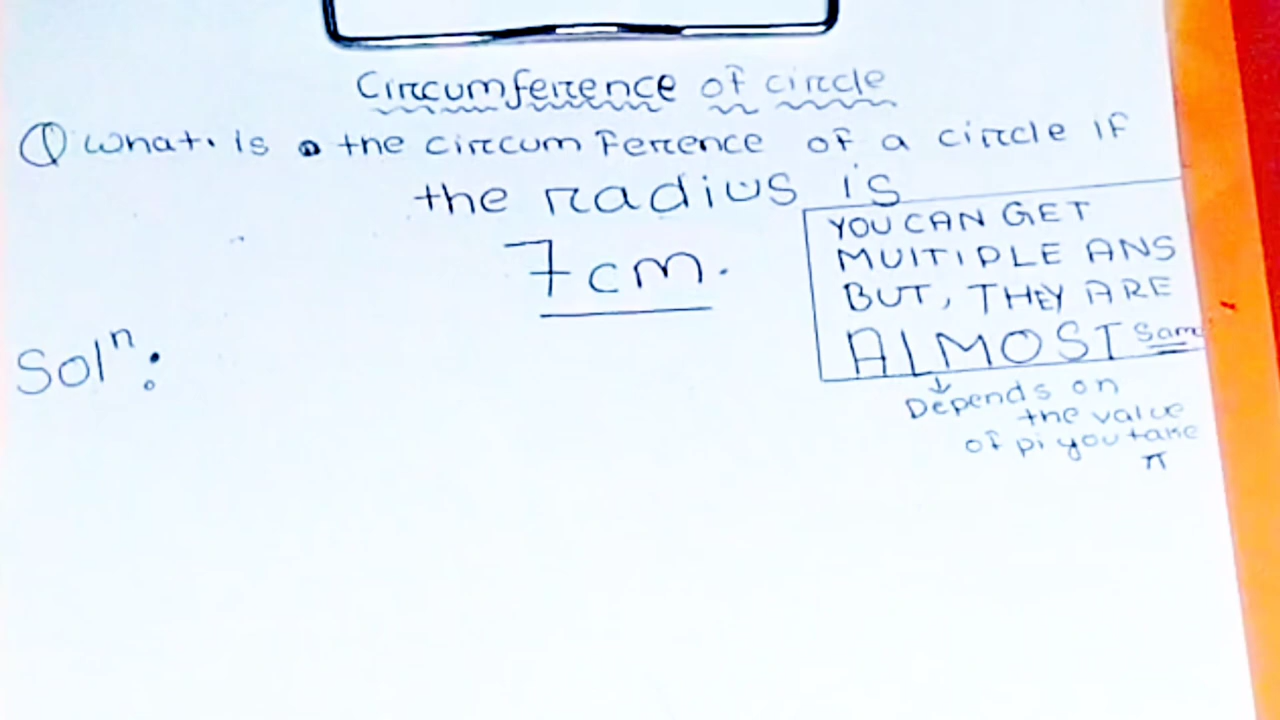 Circumference of circle
① what. is the circumference of a circle if
the radius is
7cm.
YOU CAN GET
MUITIPLE ANS
BUT, THEY ARE
ALMOST Same
Depends on
the value
of pi you take
π
Solⁿ: